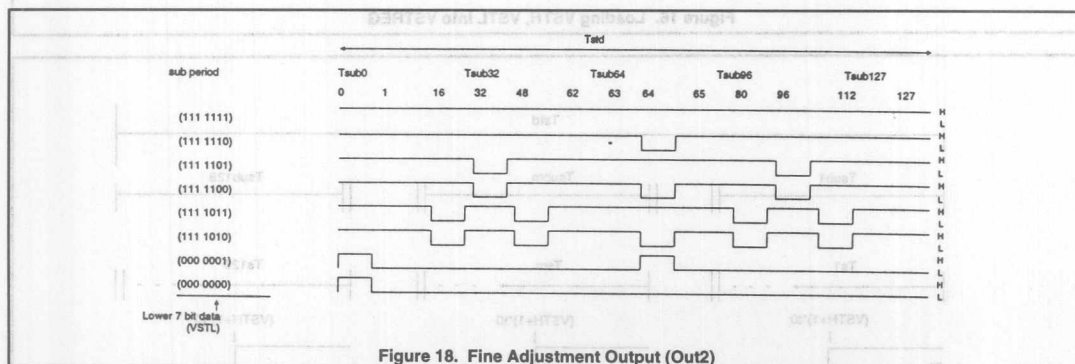 Tstd
sub period Tsub0 Tsub32 Tsub64 Tsub96 Tsub127
0 1 16 32 48 62 63 64 65 80 96 112 127
(111 1111) H L
(111 1110) H L
(111 1101) H L
(111 1100) H L
(111 1011) H L
(111 1010) H L
(000 0001) H L
(000 0000) H L
Lower 7 bit data
(VSTL)
Figure 18. Fine Adjustment Output (Out2)